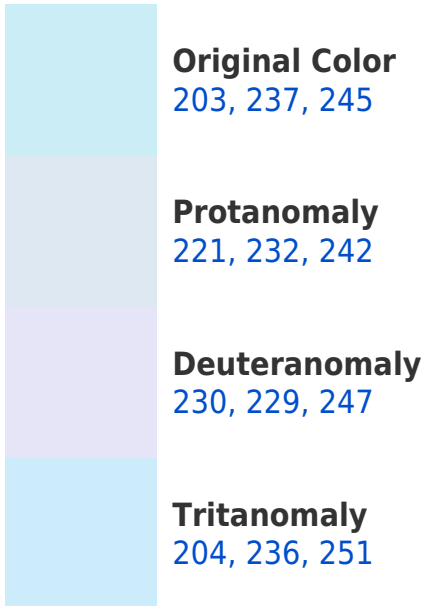 Original Color
203, 237, 245
Protanomaly
221, 232, 242
Deuteranomaly
230, 229, 247
Tritanomaly
204, 236, 251